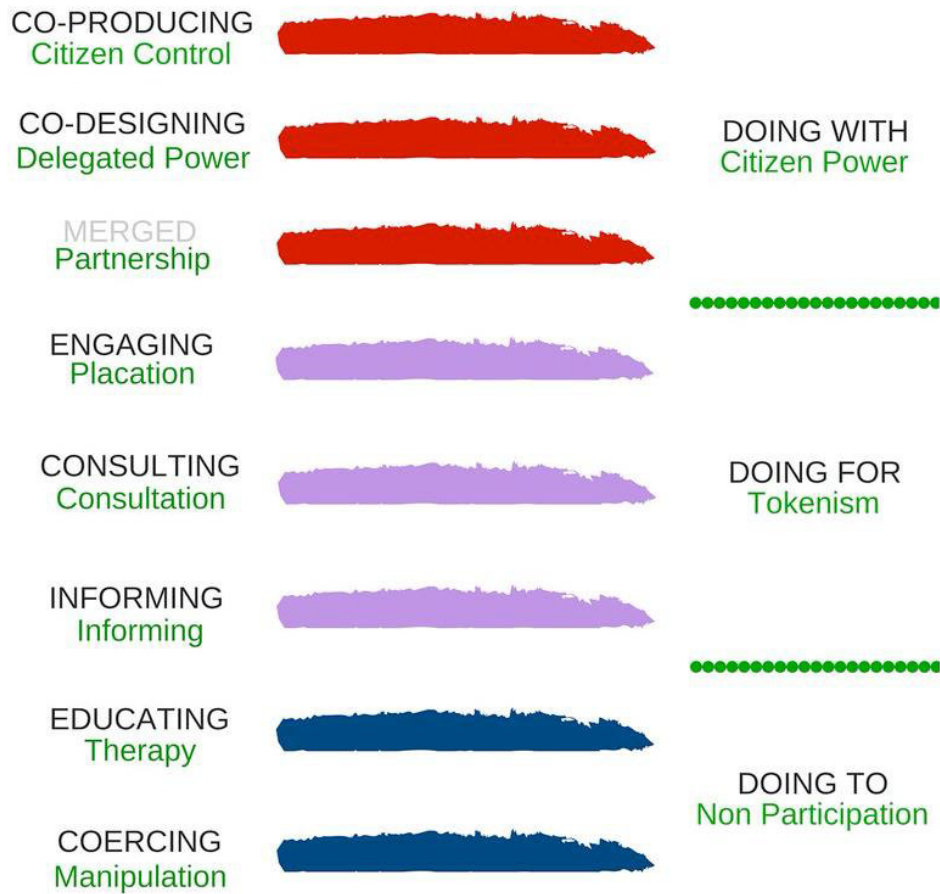 CO-PRODUCING
Citizen Control
CO-DESIGNING
Delegated Power
DOING WITH
Citizen Power
MERGED
Partnership
ENGAGING
Placation
CONSULTING
Consultation
DOING FOR
Tokenism
INFORMING
Informing
EDUCATING
Therapy
DOING TO
Non Participation
COERCING
Manipulation